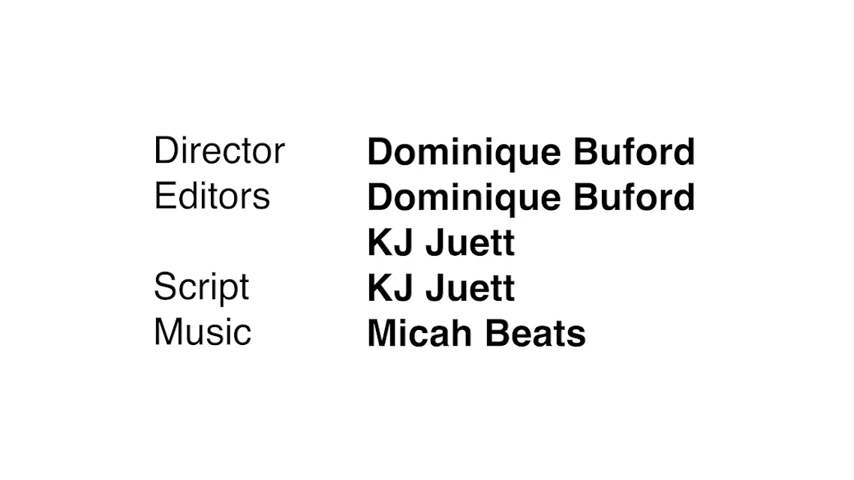 Director Dominique Buford
Editors Dominique Buford
KJ Juett
Script KJ Juett
Music Micah Beats